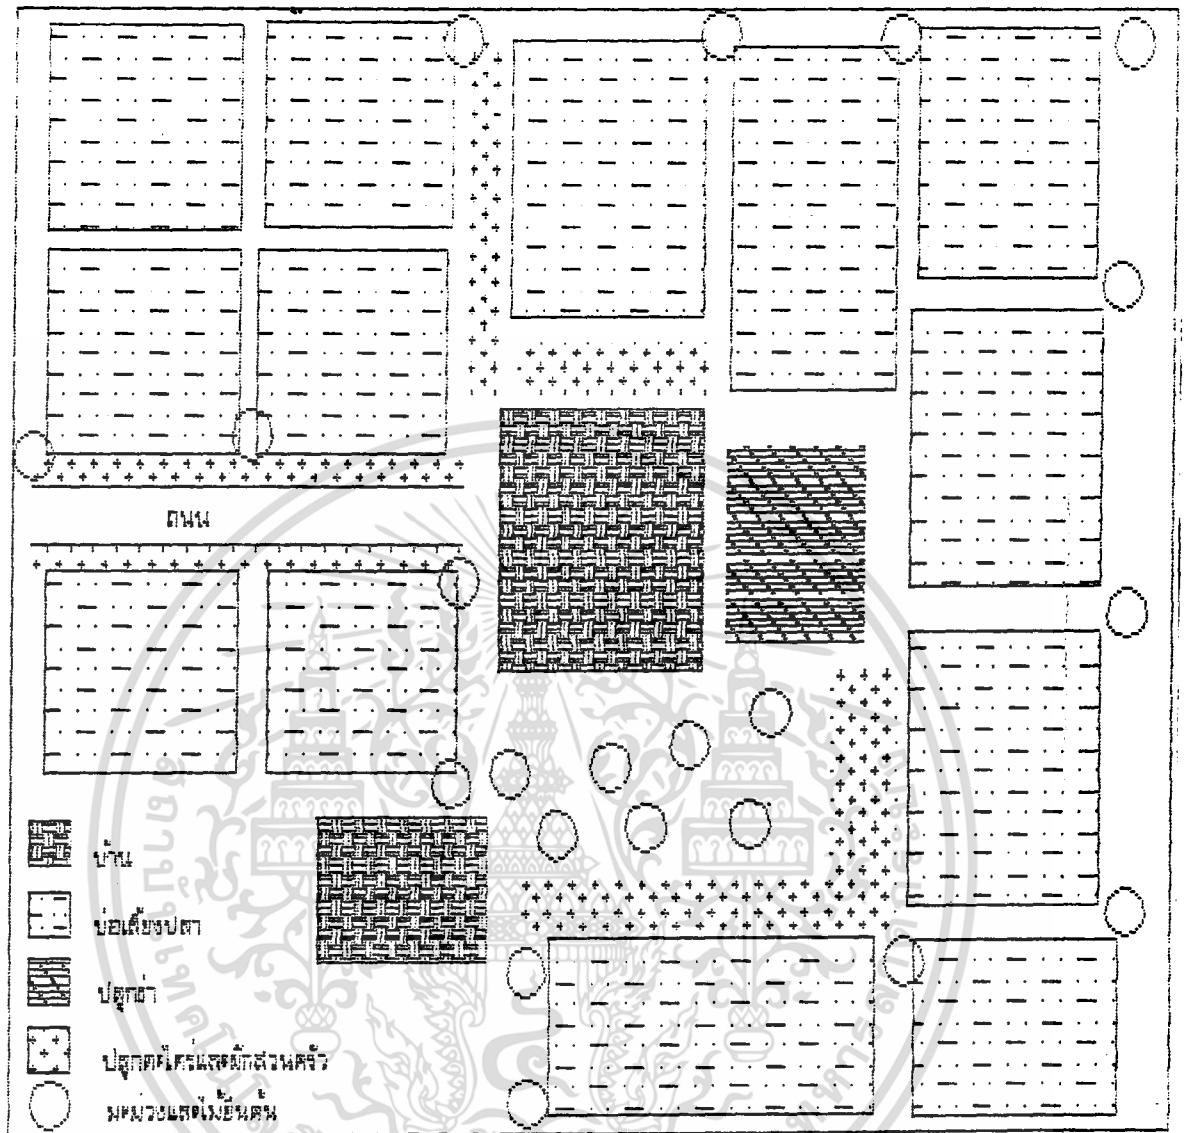 ถนน
บ้าน
บ่อเลี้ยงปลา
ปลูกข่า
ปลูกตะไคร้และผักสวนครัว
มะม่วงและไม้ยืนต้น